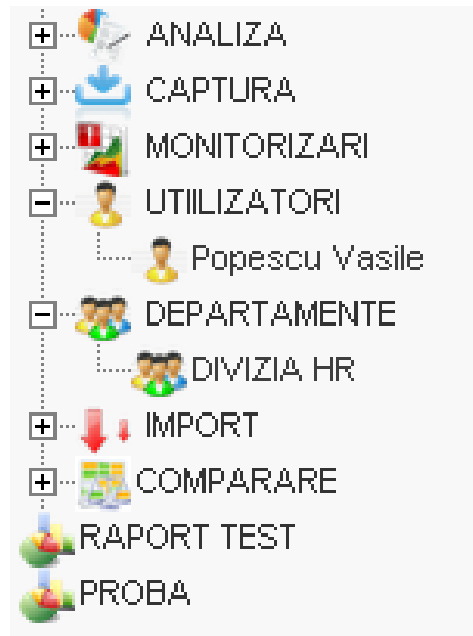 ANALIZA
CAPTURA
MONITORIZARI
UTIILIZATORI
Popescu Vasile
DEPARTAMENTE
DIVIZIA HR
IMPORT
COMPARARE
RAPORT TEST
PROBA